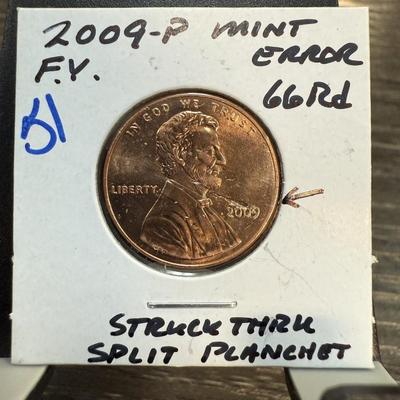 2009-P MINT
ERROR
F.Y.
66Rd
51
IN GOD WE TRUST
LIBERTY
2009
STRUCK THRU
SPLIT PLANCHET